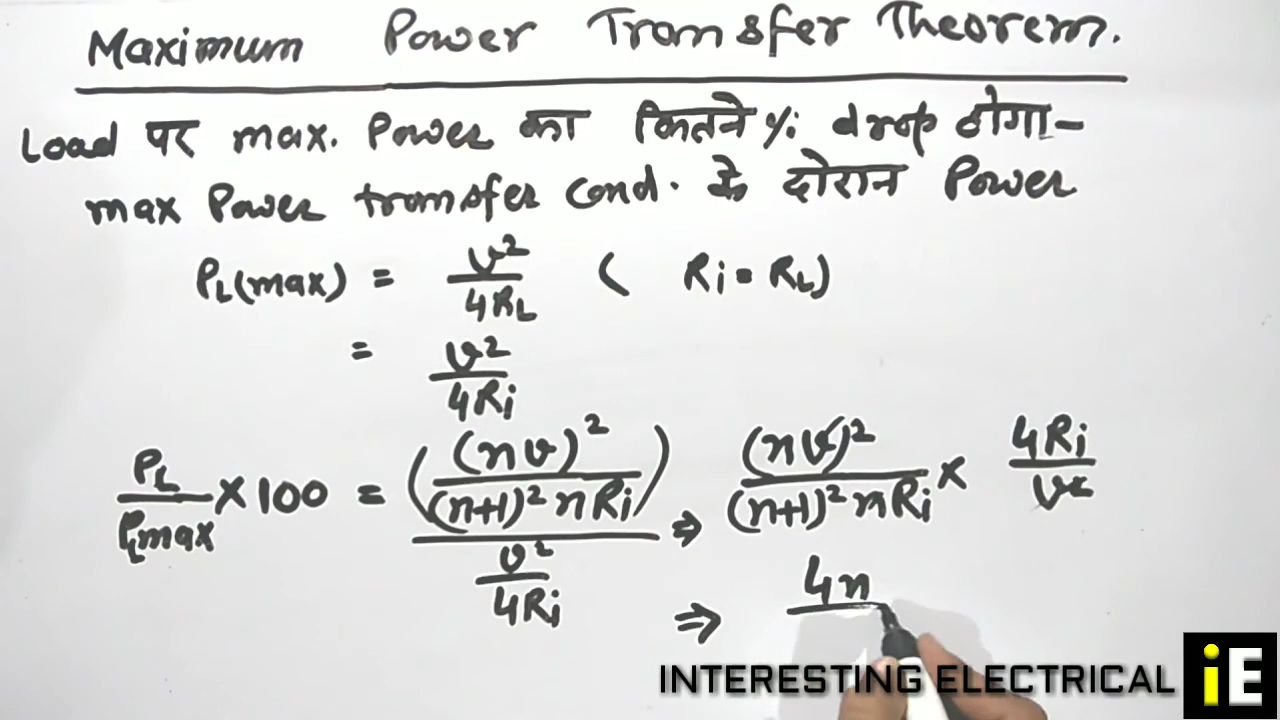 Maximum Power Transfer Theorem.
Load पर max. Power का कितने % drop होगा-
max Power transfer Cond. के दोरान Power
PL(max) = v²/4RL ( Ri = RL)
= v²/4Ri
PL/PLmax × 100 = ((nv)²/(n+1)² nRi)/(v²/4Ri) ⇒ (nv)²/(n+1)² nRi × 4Ri/v²
⇒ 4n
INTERESTING ELECTRICAL iE